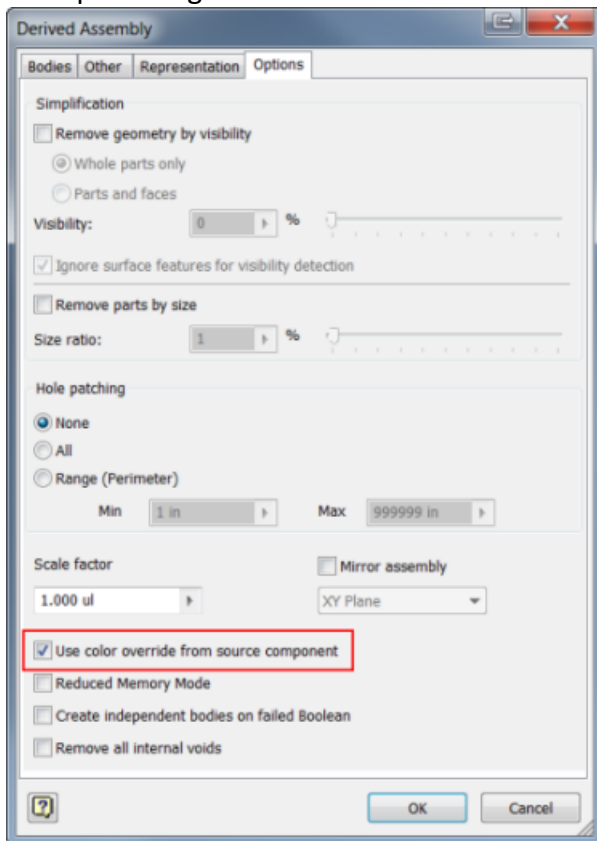 Derived Assembly
Bodies Other Representation Options
Simplification
Remove geometry by visibility
Whole parts only
Parts and faces
Visibility: 0 %
Ignore surface features for visibility detection
Remove parts by size
Size ratio: 1 %
Hole patching
None
All
Range (Perimeter)
Min 1 in Max 999999 in
Scale factor Mirror assembly
1.000 ul XY Plane
Use color override from source component
Reduced Memory Mode
Create independent bodies on failed Boolean
Remove all internal voids
? OK Cancel